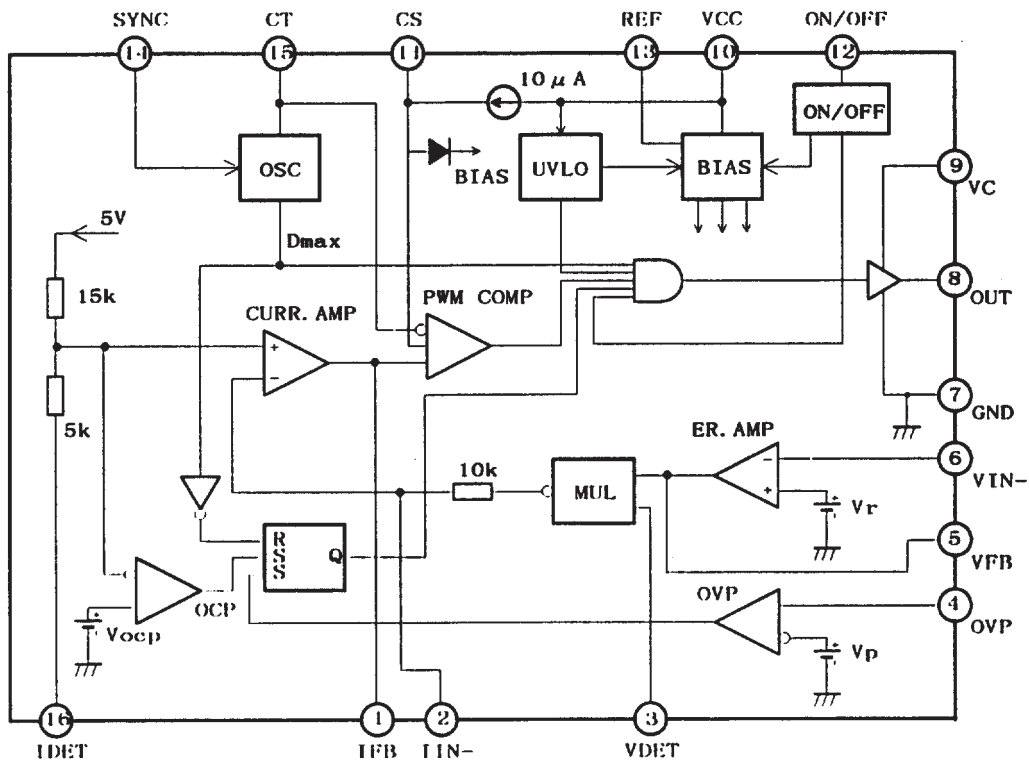 SYNC CT CS REF VCC ON/OFF
14 15 11 13 10 12
10μA
ON/OFF
OSC
BIAS
UVLO
BIAS
9
VC
5V
Dmax
8
OUT
15k
CURR. AMP
PWM COMP
+
−
7
GND
5k
ER. AMP
6
VIN-
10k
MUL
−
+
Vr
5
VFB
R
S
S
Q
OCP
OVP
4
OVP
+
Vocp
+
Vp
16 1 2 3
IDET IFB IIN- VDET